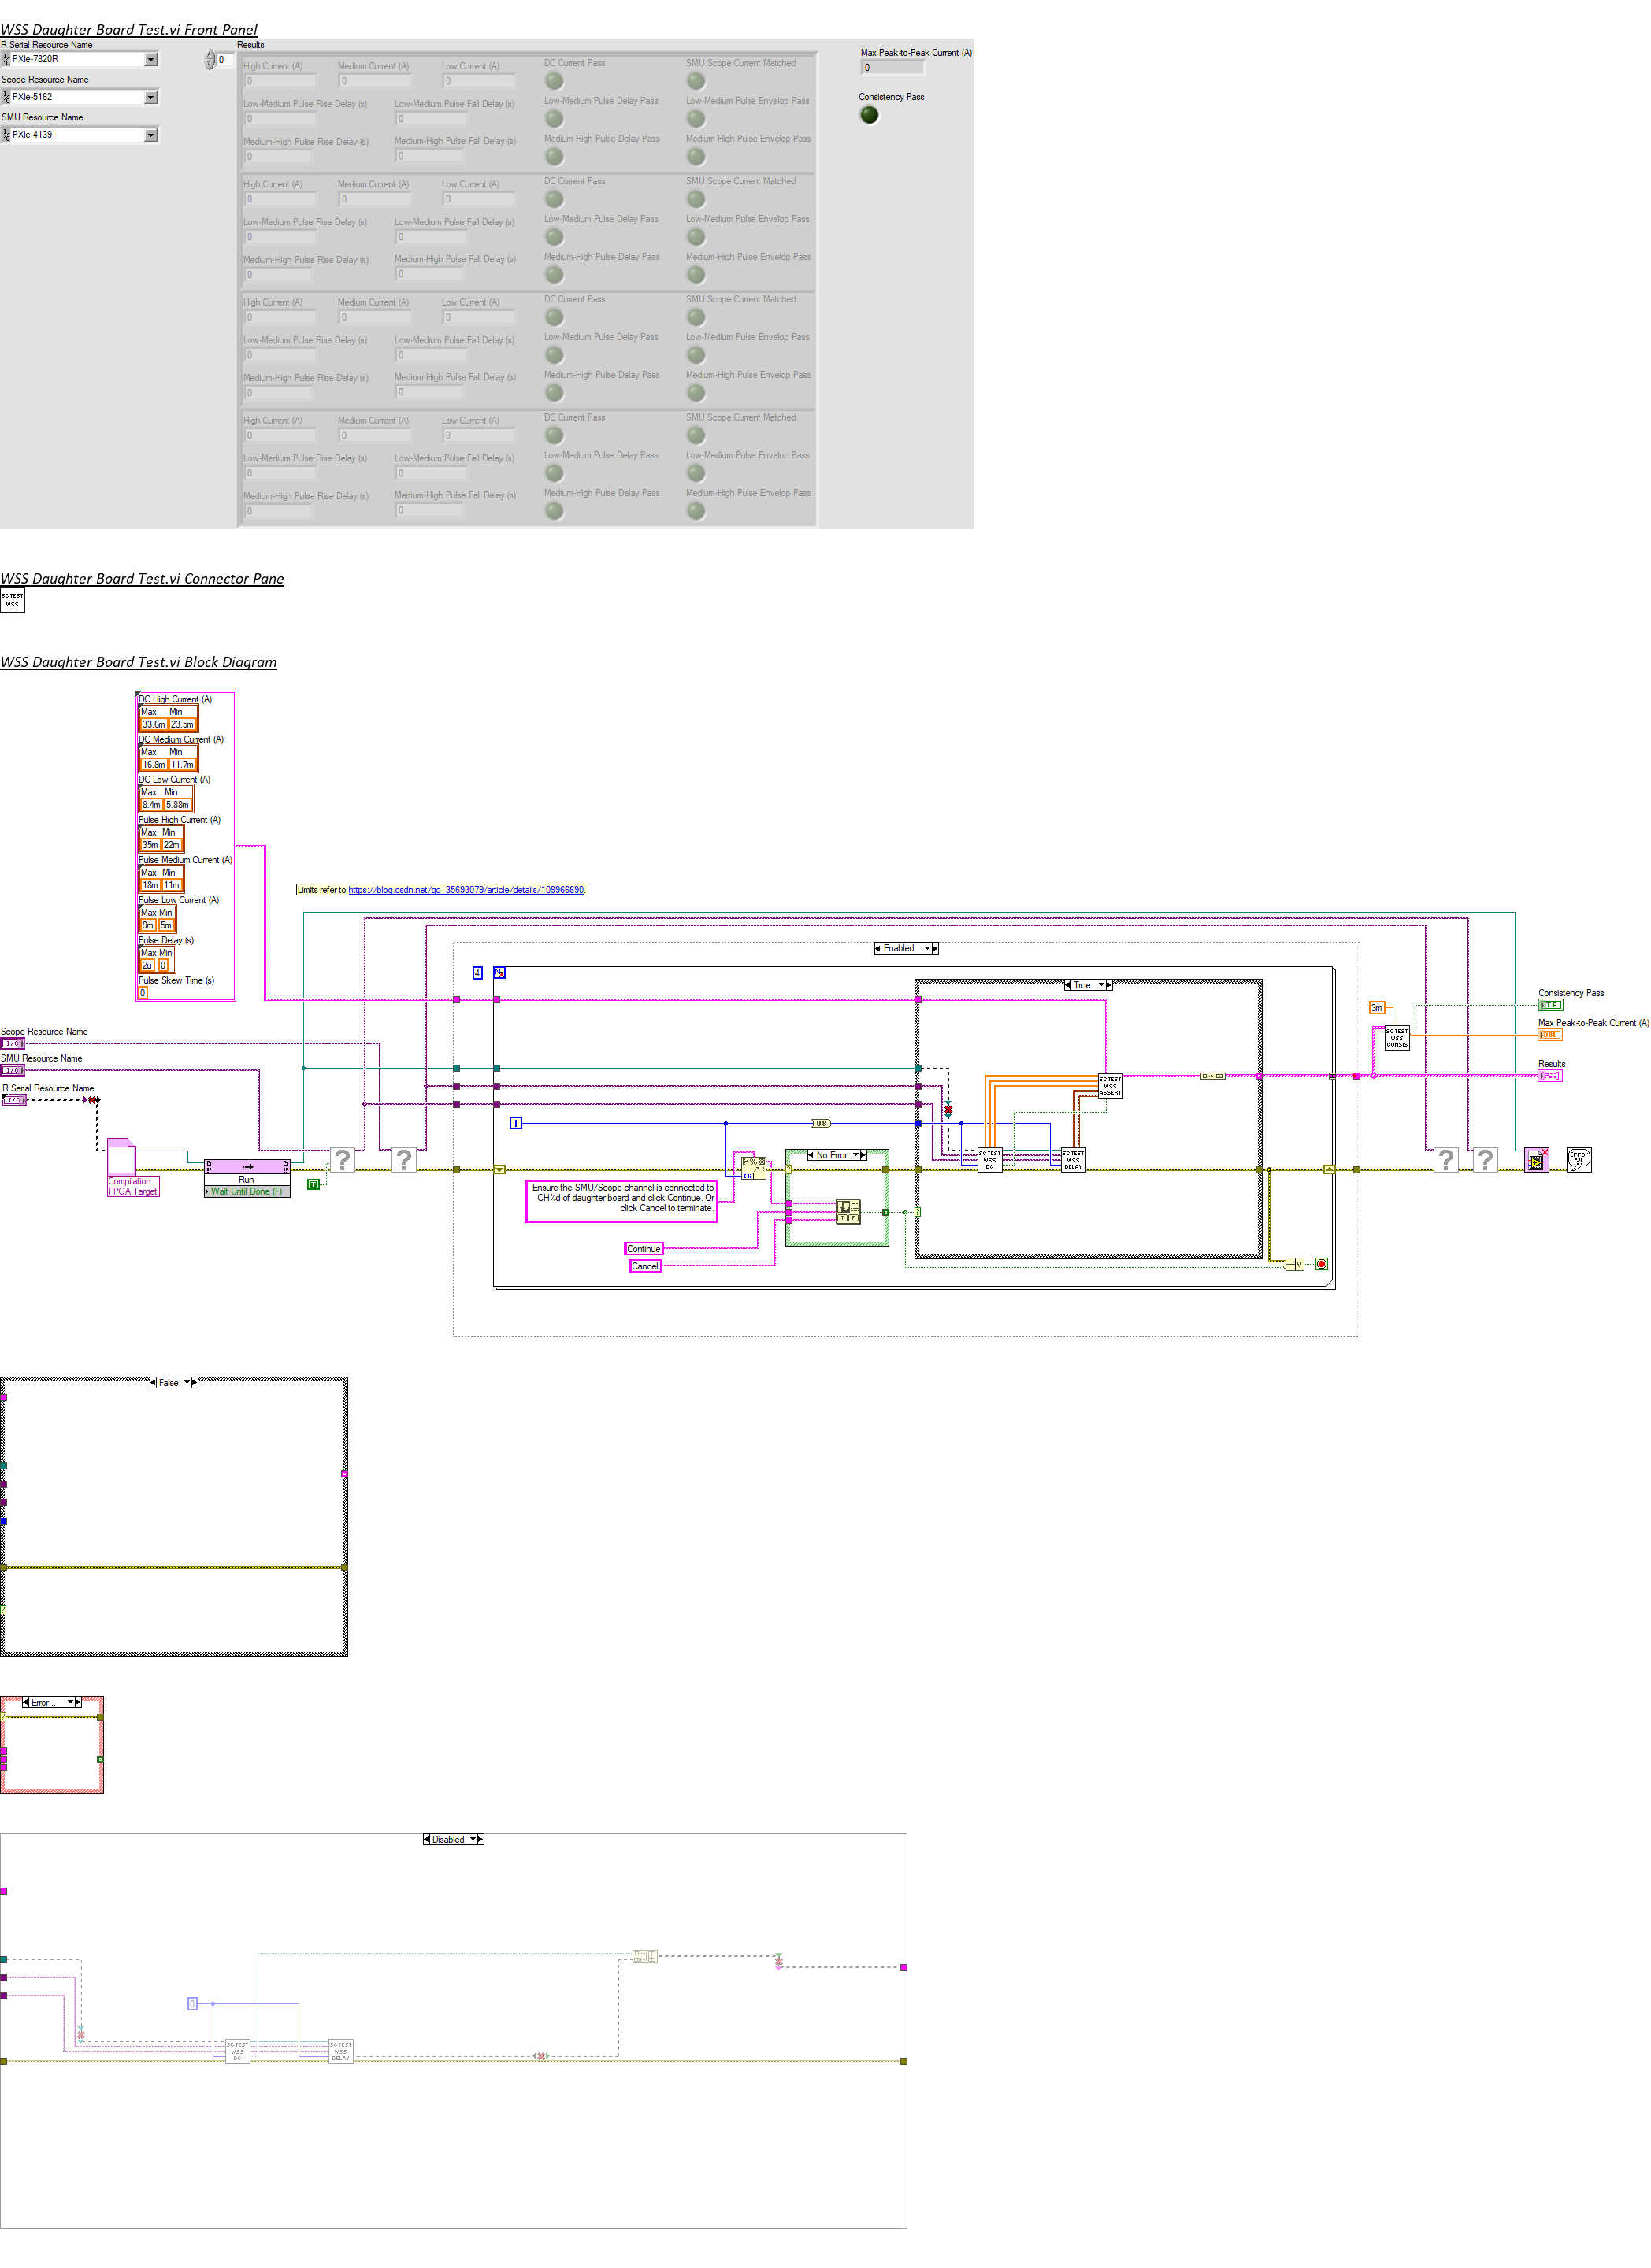 WSS Daughter Board Test.vi Front Panel
R Serial Resource Name
PXIe-7820R
Scope Resource Name
PXIe-5162
SMU Resource Name
PXIe-4139
0
Results
High Current (A) Medium Current (A) Low Current (A) DC Current Pass SMU Scope Current Matched
0 0 0
Low-Medium Pulse Rise Delay (s) Low-Medium Pulse Fall Delay (s) Low-Medium Pulse Delay Pass Low-Medium Pulse Envelop Pass
0 0
Medium-High Pulse Rise Delay (s) Medium-High Pulse Fall Delay (s) Medium-High Pulse Delay Pass Medium-High Pulse Envelop Pass
0 0
High Current (A) Medium Current (A) Low Current (A) DC Current Pass SMU Scope Current Matched
0 0 0
Low-Medium Pulse Rise Delay (s) Low-Medium Pulse Fall Delay (s) Low-Medium Pulse Delay Pass Low-Medium Pulse Envelop Pass
0 0
Medium-High Pulse Rise Delay (s) Medium-High Pulse Fall Delay (s) Medium-High Pulse Delay Pass Medium-High Pulse Envelop Pass
0 0
High Current (A) Medium Current (A) Low Current (A) DC Current Pass SMU Scope Current Matched
0 0 0
Low-Medium Pulse Rise Delay (s) Low-Medium Pulse Fall Delay (s) Low-Medium Pulse Delay Pass Low-Medium Pulse Envelop Pass
0 0
Medium-High Pulse Rise Delay (s) Medium-High Pulse Fall Delay (s) Medium-High Pulse Delay Pass Medium-High Pulse Envelop Pass
0 0
High Current (A) Medium Current (A) Low Current (A) DC Current Pass SMU Scope Current Matched
0 0 0
Low-Medium Pulse Rise Delay (s) Low-Medium Pulse Fall Delay (s) Low-Medium Pulse Delay Pass Low-Medium Pulse Envelop Pass
0 0
Medium-High Pulse Rise Delay (s) Medium-High Pulse Fall Delay (s) Medium-High Pulse Delay Pass Medium-High Pulse Envelop Pass
0 0
Max Peak-to-Peak Current (A)
0
Consistency Pass
WSS Daughter Board Test.vi Connector Pane
SC TEST
WSS
WSS Daughter Board Test.vi Block Diagram
DC High Current (A)
Max Min
33.6m 23.5m
DC Medium Current (A)
Max Min
16.8m 11.7m
DC Low Current (A)
Max Min
8.4m 5.88m
Pulse High Current (A)
Max Min
35m 22m
Pulse Medium Current (A)
Max Min
18m 11m
Pulse Low Current (A)
Max Min
9m 5m
Pulse Delay (s)
Max Min
2u 0
Pulse Skew Time (s)
0
Limits refer to https://blog.csdn.net/qq_35693079/article/details/109966690.
Enabled
4
N
True
Scope Resource Name
I/O
SMU Resource Name
I/O
R Serial Resource Name
I/O
Compilation
FPGA Target
Run
Wait Until Done (F)
T
?
?
i
U8
Ensure the SMU/Scope channel is connected to
CH%d of daughter board and click Continue. Or
click Cancel to terminate.
Continue
Cancel
No Error
T F
SC TEST
WSS
DC
SC TEST
WSS
DELAY
SC TEST
WSS
ASSERT
V
3m
SC TEST
WSS
CONSIS
Consistency Pass
TF
Max Peak-to-Peak Current (A)
DBL
Results
?
?
Error
?!
False
Error ..
Disabled
0
SC TEST
WSS
DC
SC TEST
WSS
DELAY